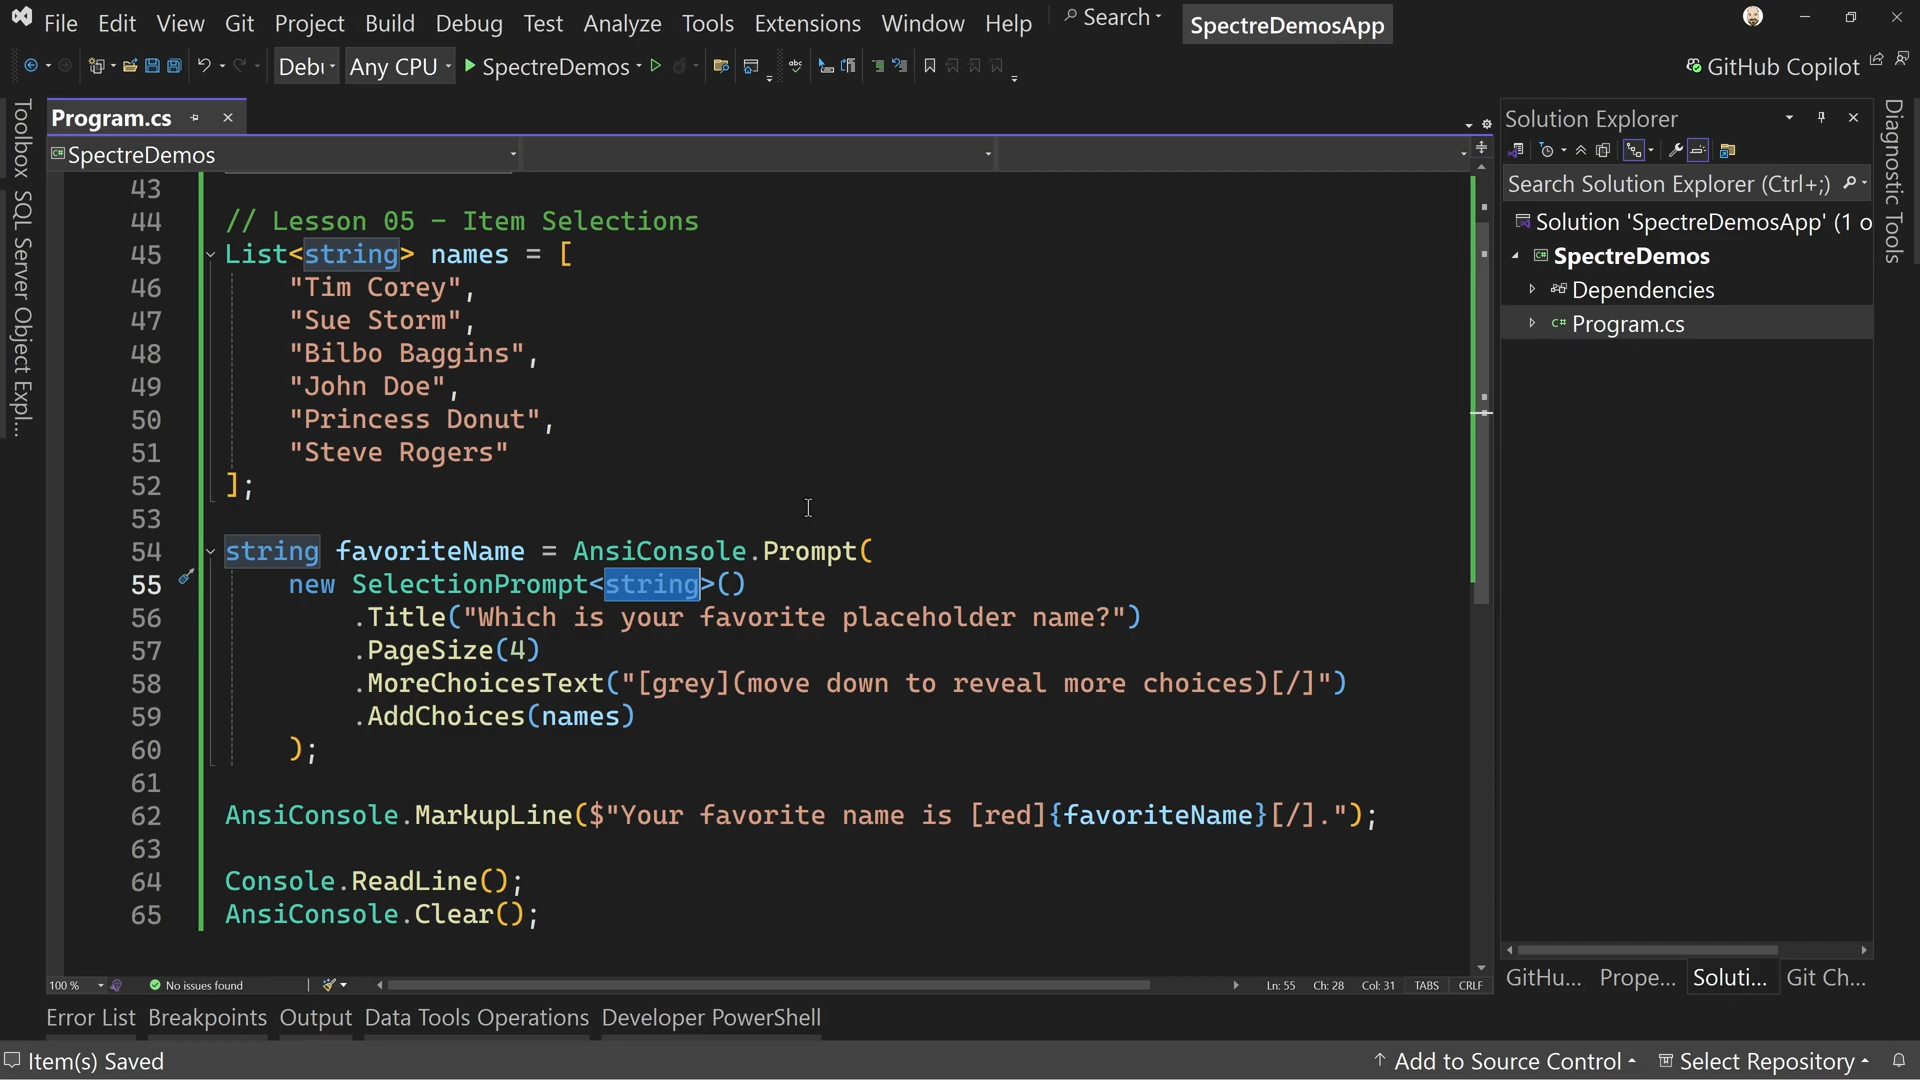 File Edit View Git Project Build Debug Test Analyze Tools Extensions Window Help Search SpectreDemosApp
Debu Any CPU SpectreDemos GitHub Copilot
Program.cs
SpectreDemos
Toolbox
SQL Server Object Expl...
43
44 // Lesson 05 - Item Selections
45 List<string> names = [
46 "Tim Corey",
47 "Sue Storm",
48 "Bilbo Baggins",
49 "John Doe",
50 "Princess Donut",
51 "Steve Rogers"
52 ];
53
54 string favoriteName = AnsiConsole.Prompt(
55 new SelectionPrompt<string>()
56 .Title("Which is your favorite placeholder name?")
57 .PageSize(4)
58 .MoreChoicesText("[grey](move down to reveal more choices)[/]")
59 .AddChoices(names)
60 );
61
62 AnsiConsole.MarkupLine($"Your favorite name is [red]{favoriteName}[/].");
63
64 Console.ReadLine();
65 AnsiConsole.Clear();
100 % No issues found Ln: 55 Ch: 28 Col: 31 TABS CRLF
Solution Explorer
Search Solution Explorer (Ctrl+;)
Solution 'SpectreDemosApp' (1 o
SpectreDemos
Dependencies
C# Program.cs
GitHu... Prope... Soluti... Git Ch...
Diagnostic Tools
Error List Breakpoints Output Data Tools Operations Developer PowerShell
Item(s) Saved Add to Source Control Select Repository